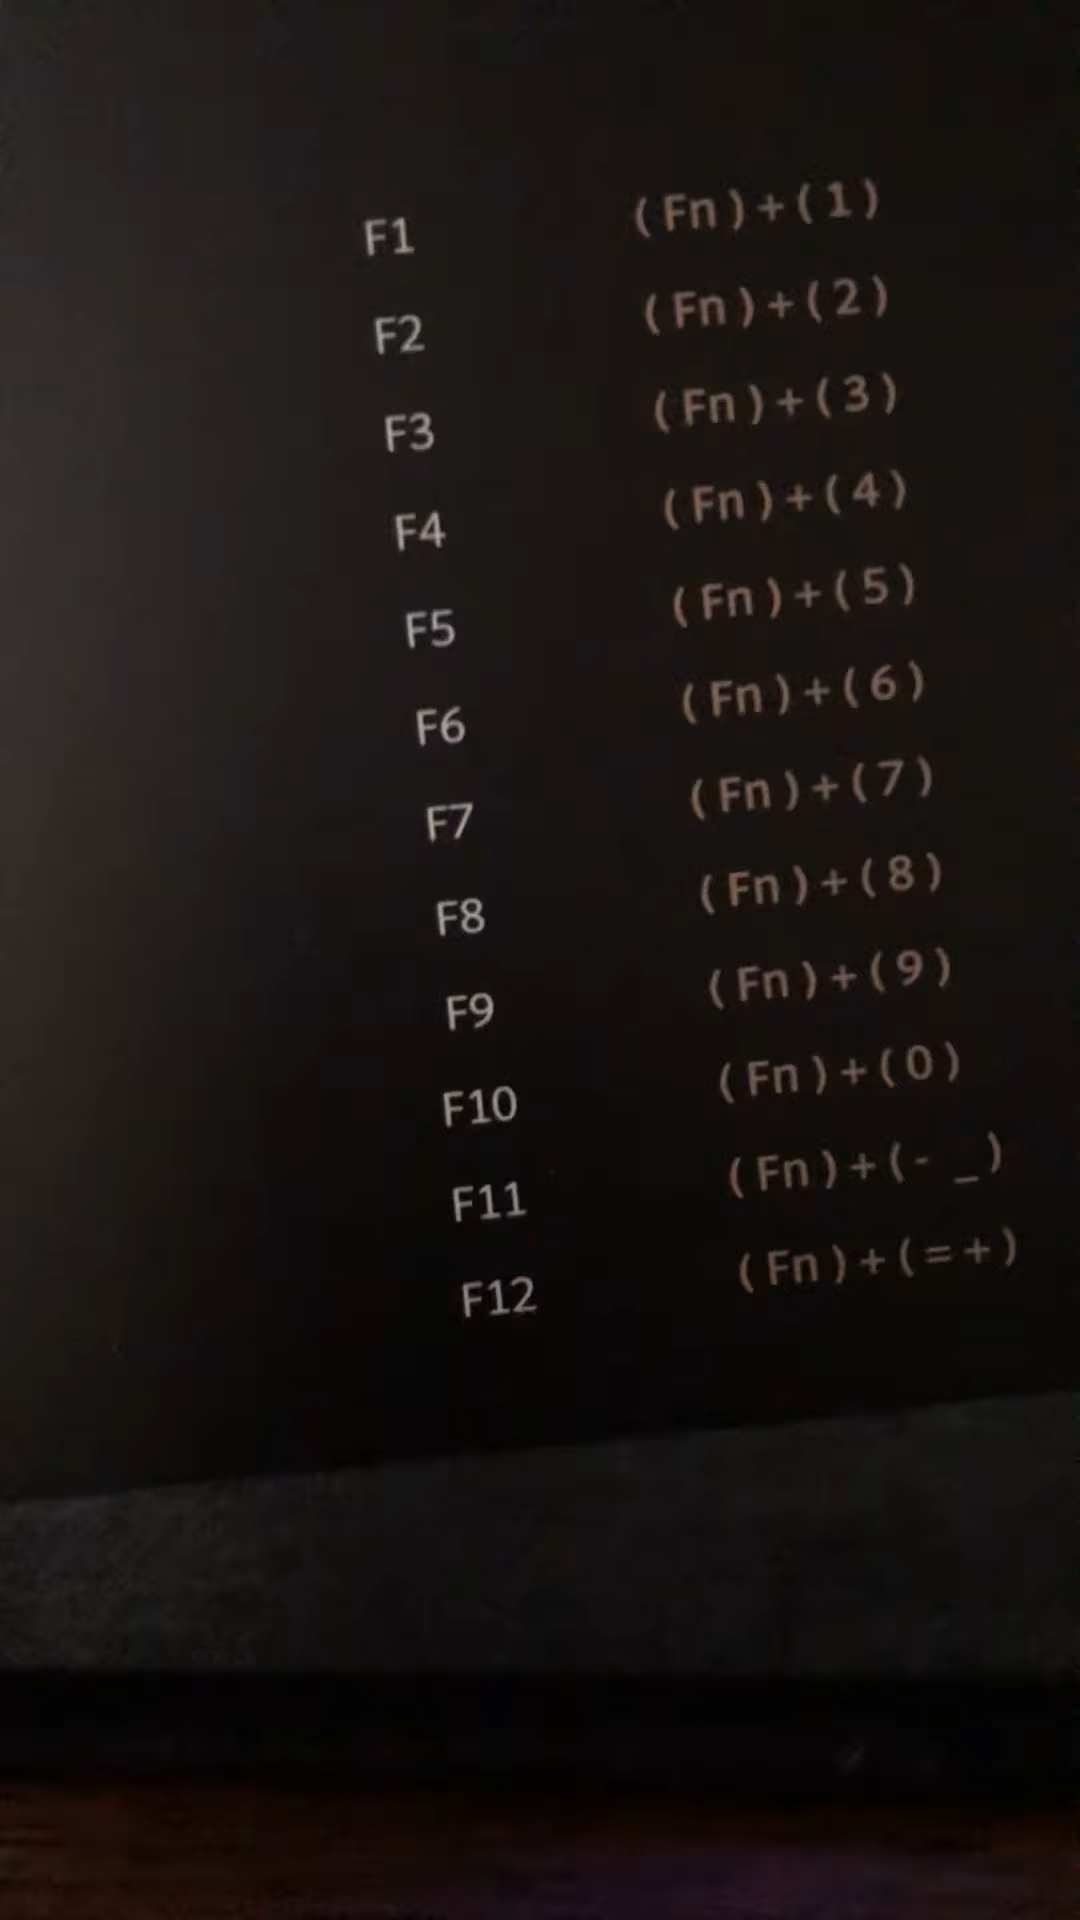 F1 (Fn)+(1)
F2 (Fn)+(2)
F3 (Fn)+(3)
F4 (Fn)+(4)
F5 (Fn)+(5)
F6 (Fn)+(6)
F7 (Fn)+(7)
F8 (Fn)+(8)
F9 (Fn)+(9)
F10 (Fn)+(0)
F11 (Fn)+(- _)
F12 (Fn)+(=+)